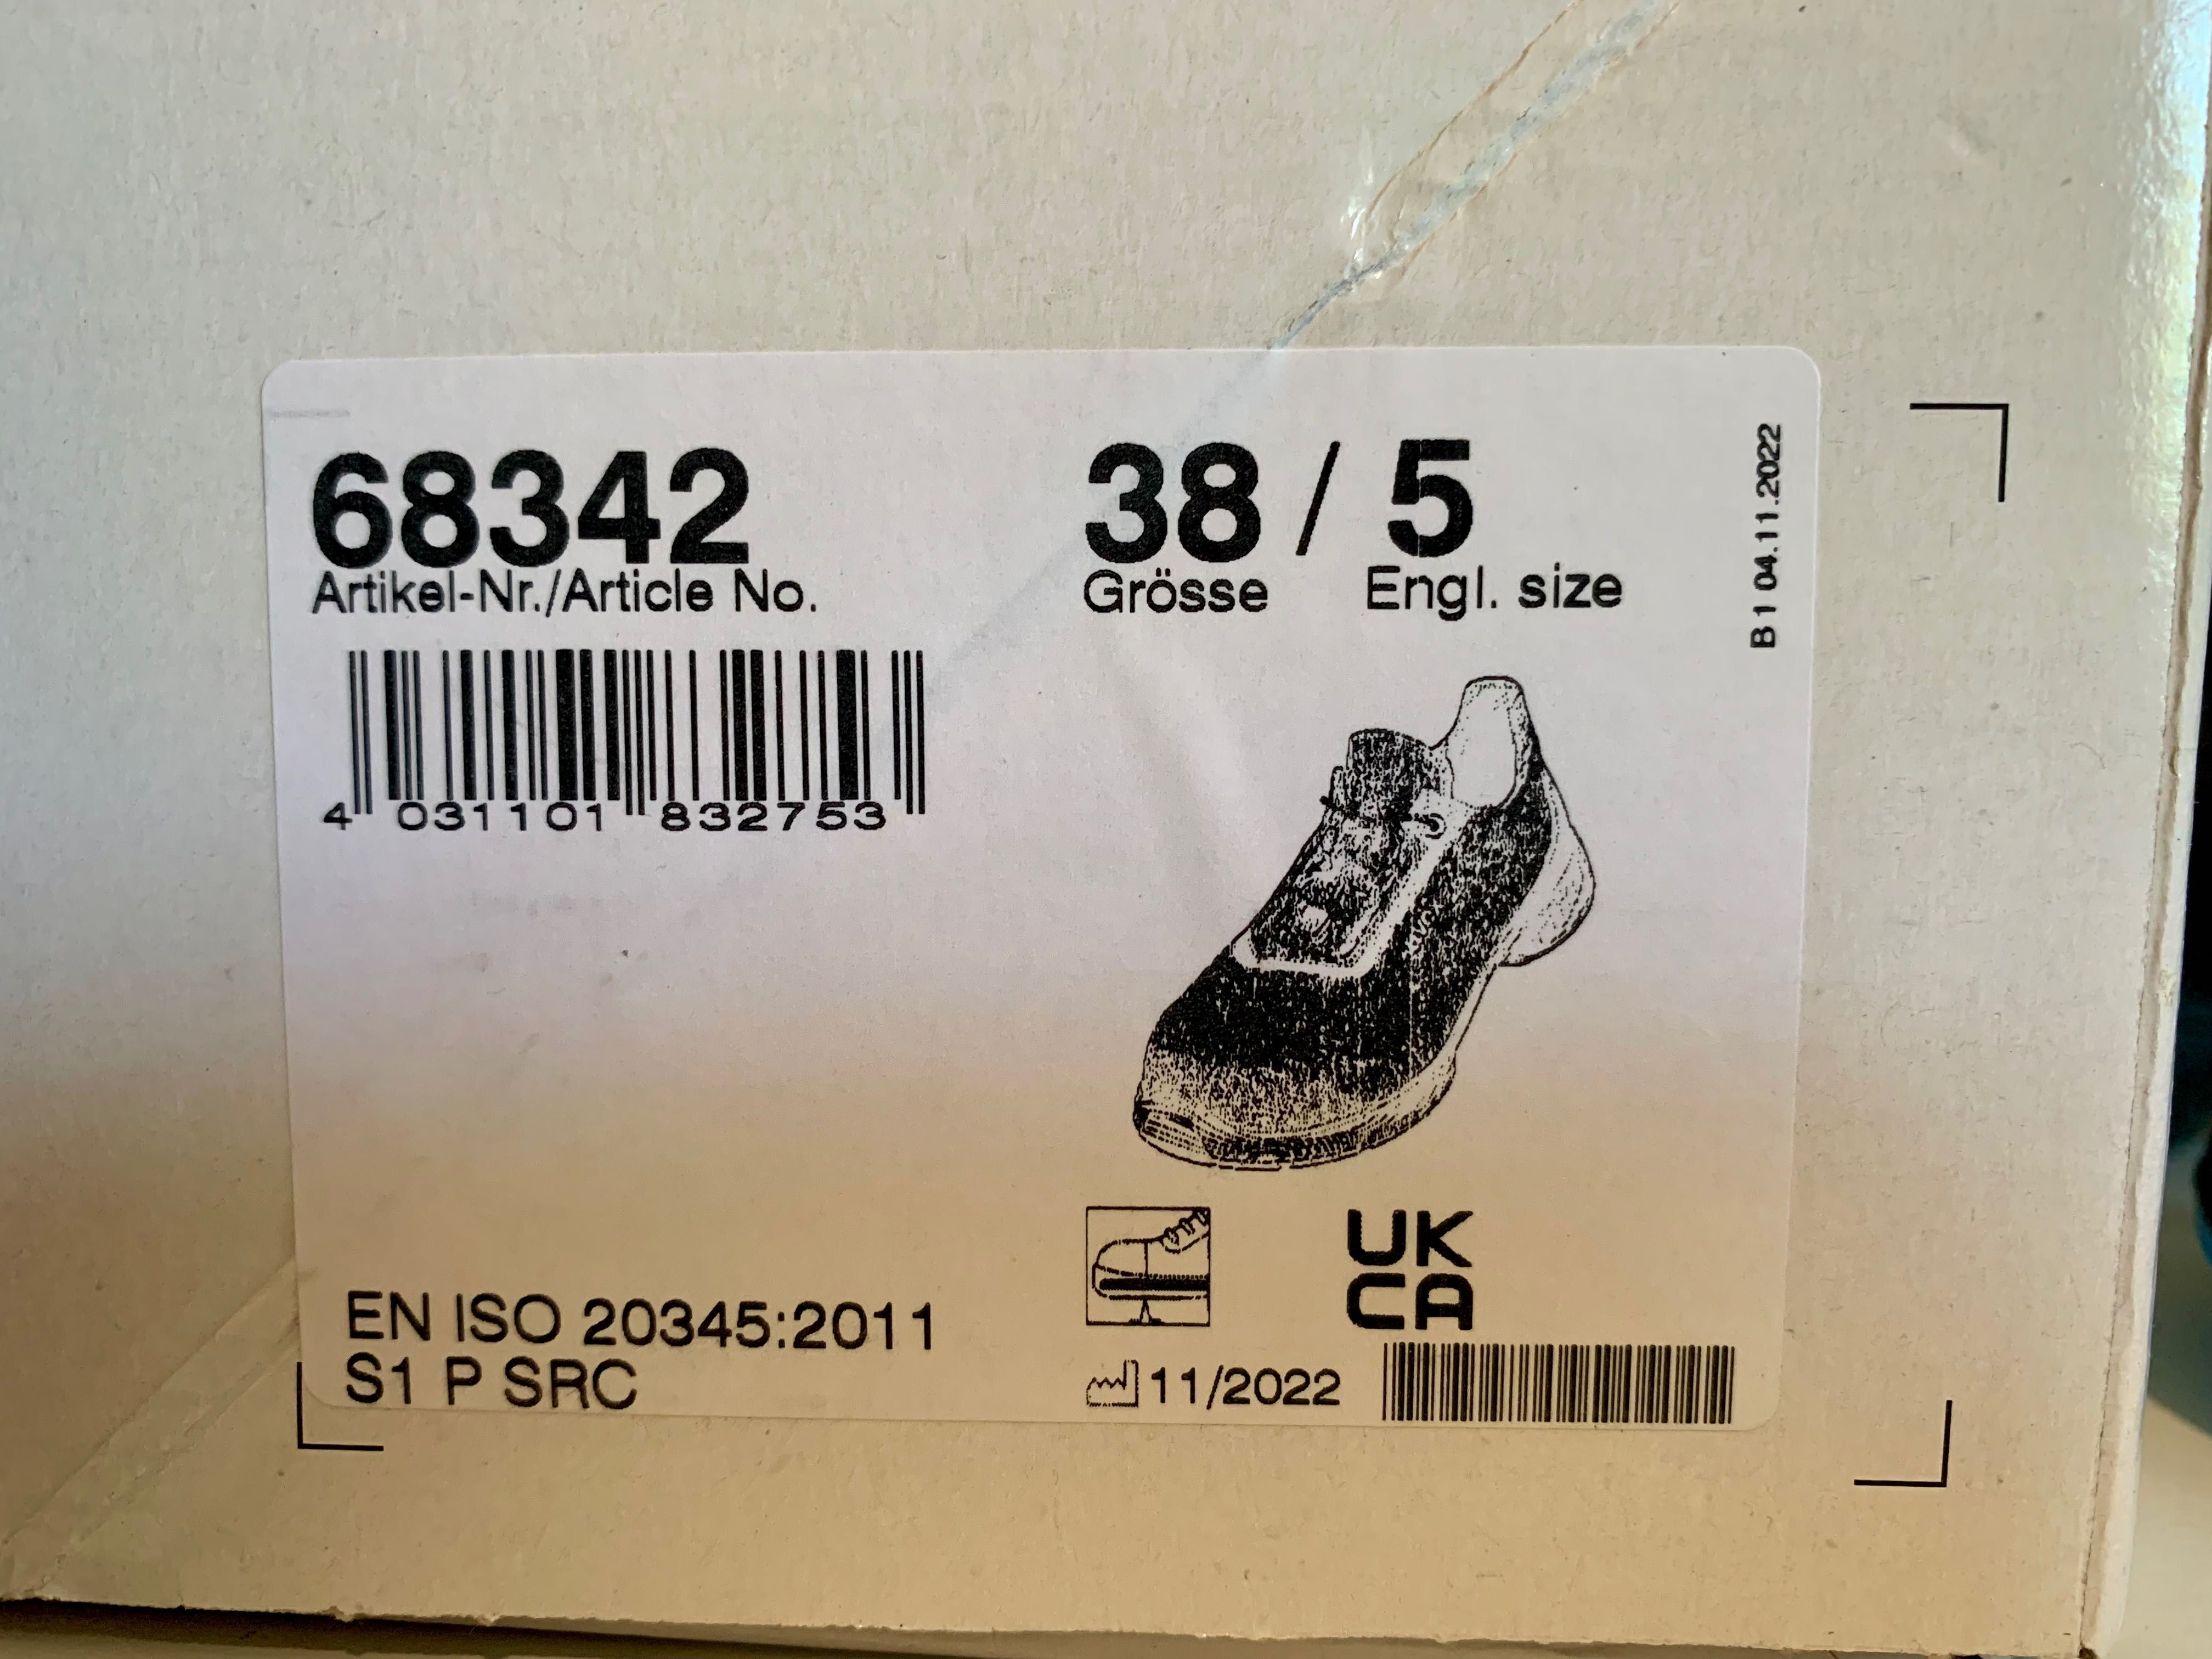 68342
Artikel-Nr./Article No.
4 031101 832753
38 / 5
Grösse Engl. size
B1 04.11.2022
EN ISO 20345:2011
S1 P SRC
UK
CA
11/2022